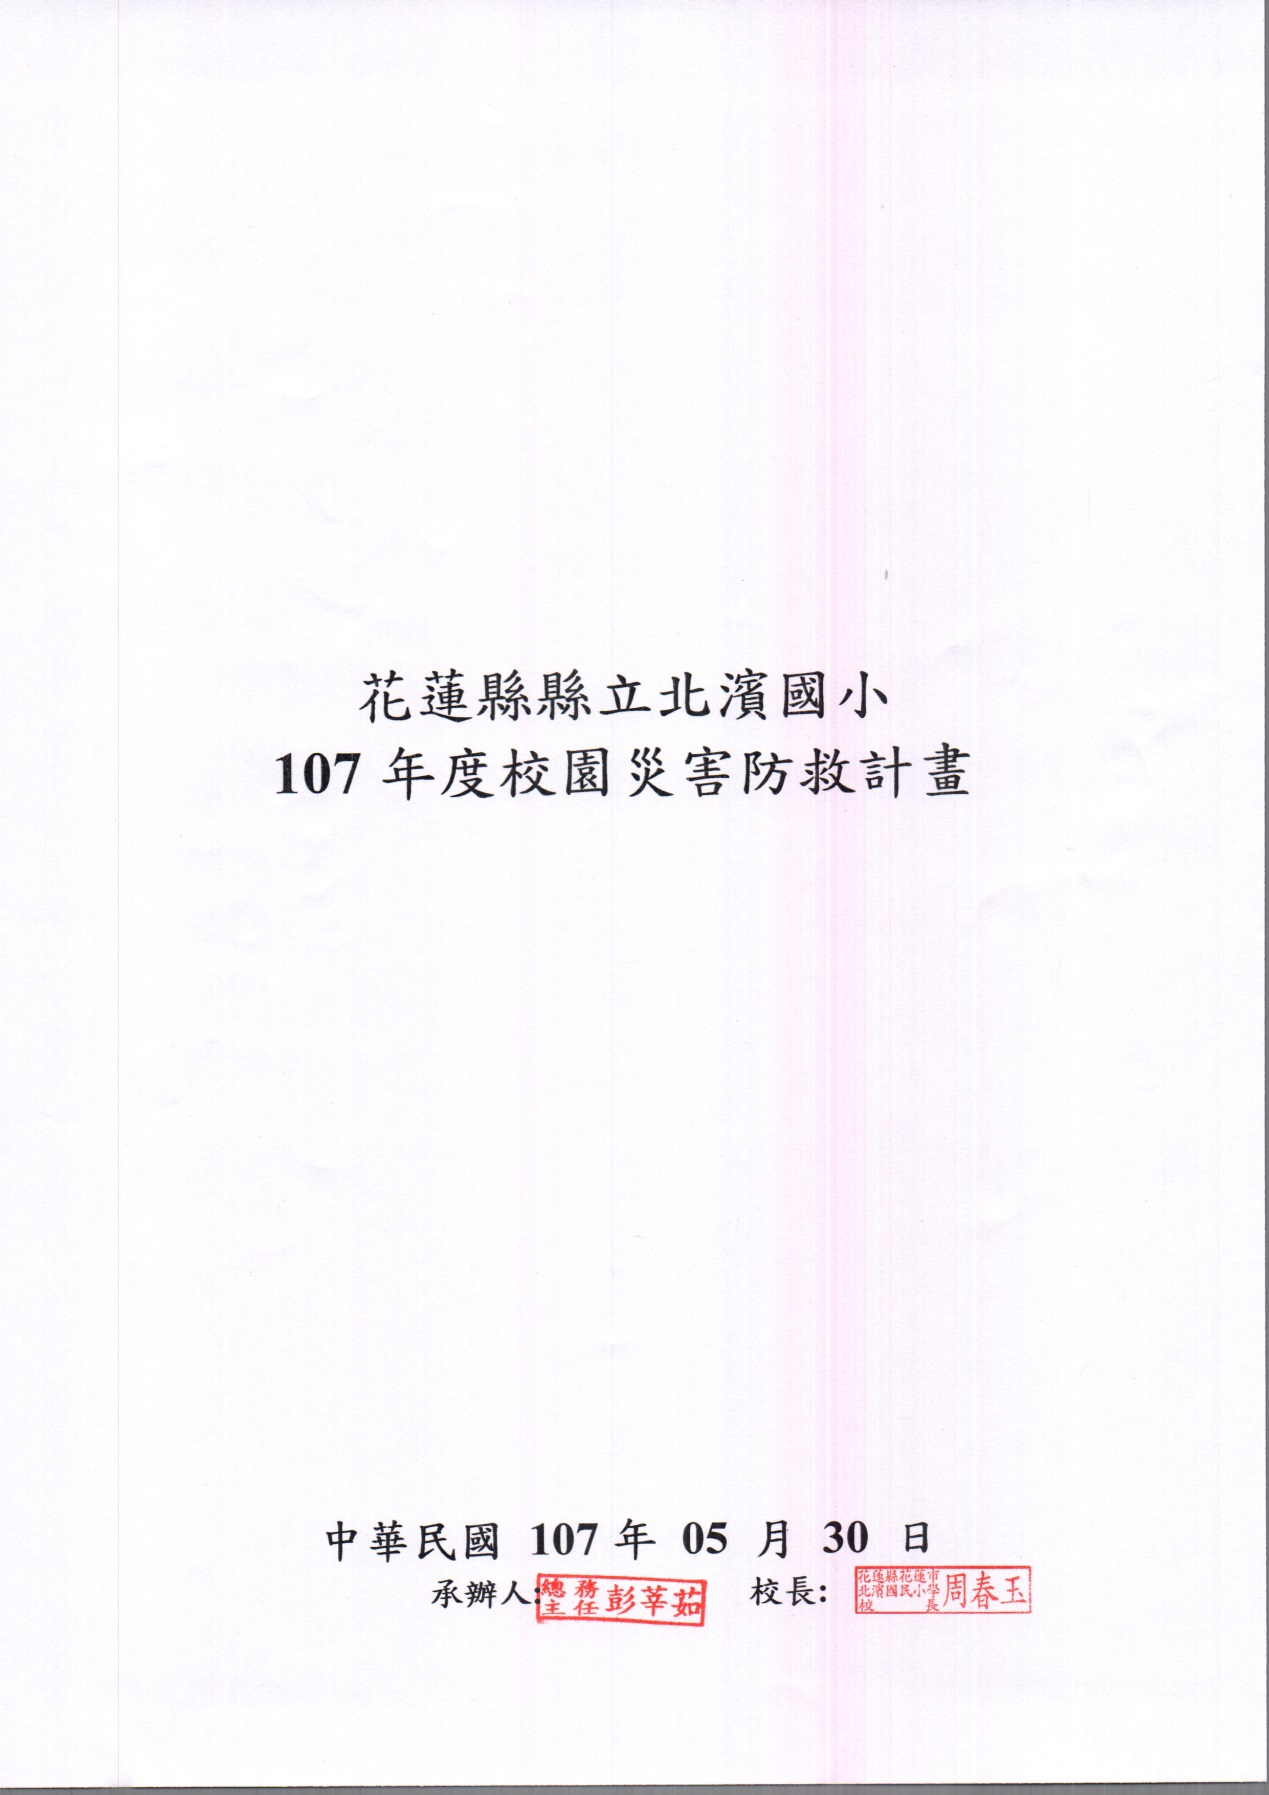 花蓮縣縣立北濱國小
107 年度校園災害防救計畫
中華民國 107 年 05 月 30 日
承辦人: 總務主任 彭莘茹 校長: 花蓮縣花蓮市北濱國民小學校長 周春玉